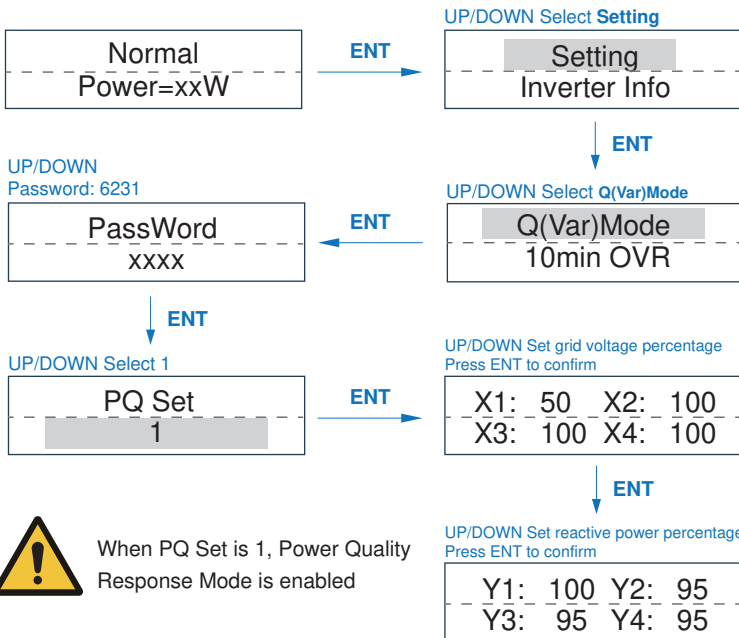 UP/DOWN Select Setting
Normal
Power=xxW
ENT
Setting
Inverter Info
ENT
UP/DOWN
Password: 6231
UP/DOWN Select Q(Var)Mode
PassWord
xxxx
ENT
Q(Var)Mode
10min OVR
ENT
UP/DOWN Select 1
PQ Set
1
ENT
UP/DOWN Set grid voltage percentage
Press ENT to confirm
X1: 50 X2: 100
X3: 100 X4: 100
ENT
When PQ Set is 1, Power Quality
Response Mode is enabled
UP/DOWN Set reactive power percentage
Press ENT to confirm
Y1: 100 Y2: 95
Y3: 95 Y4: 95